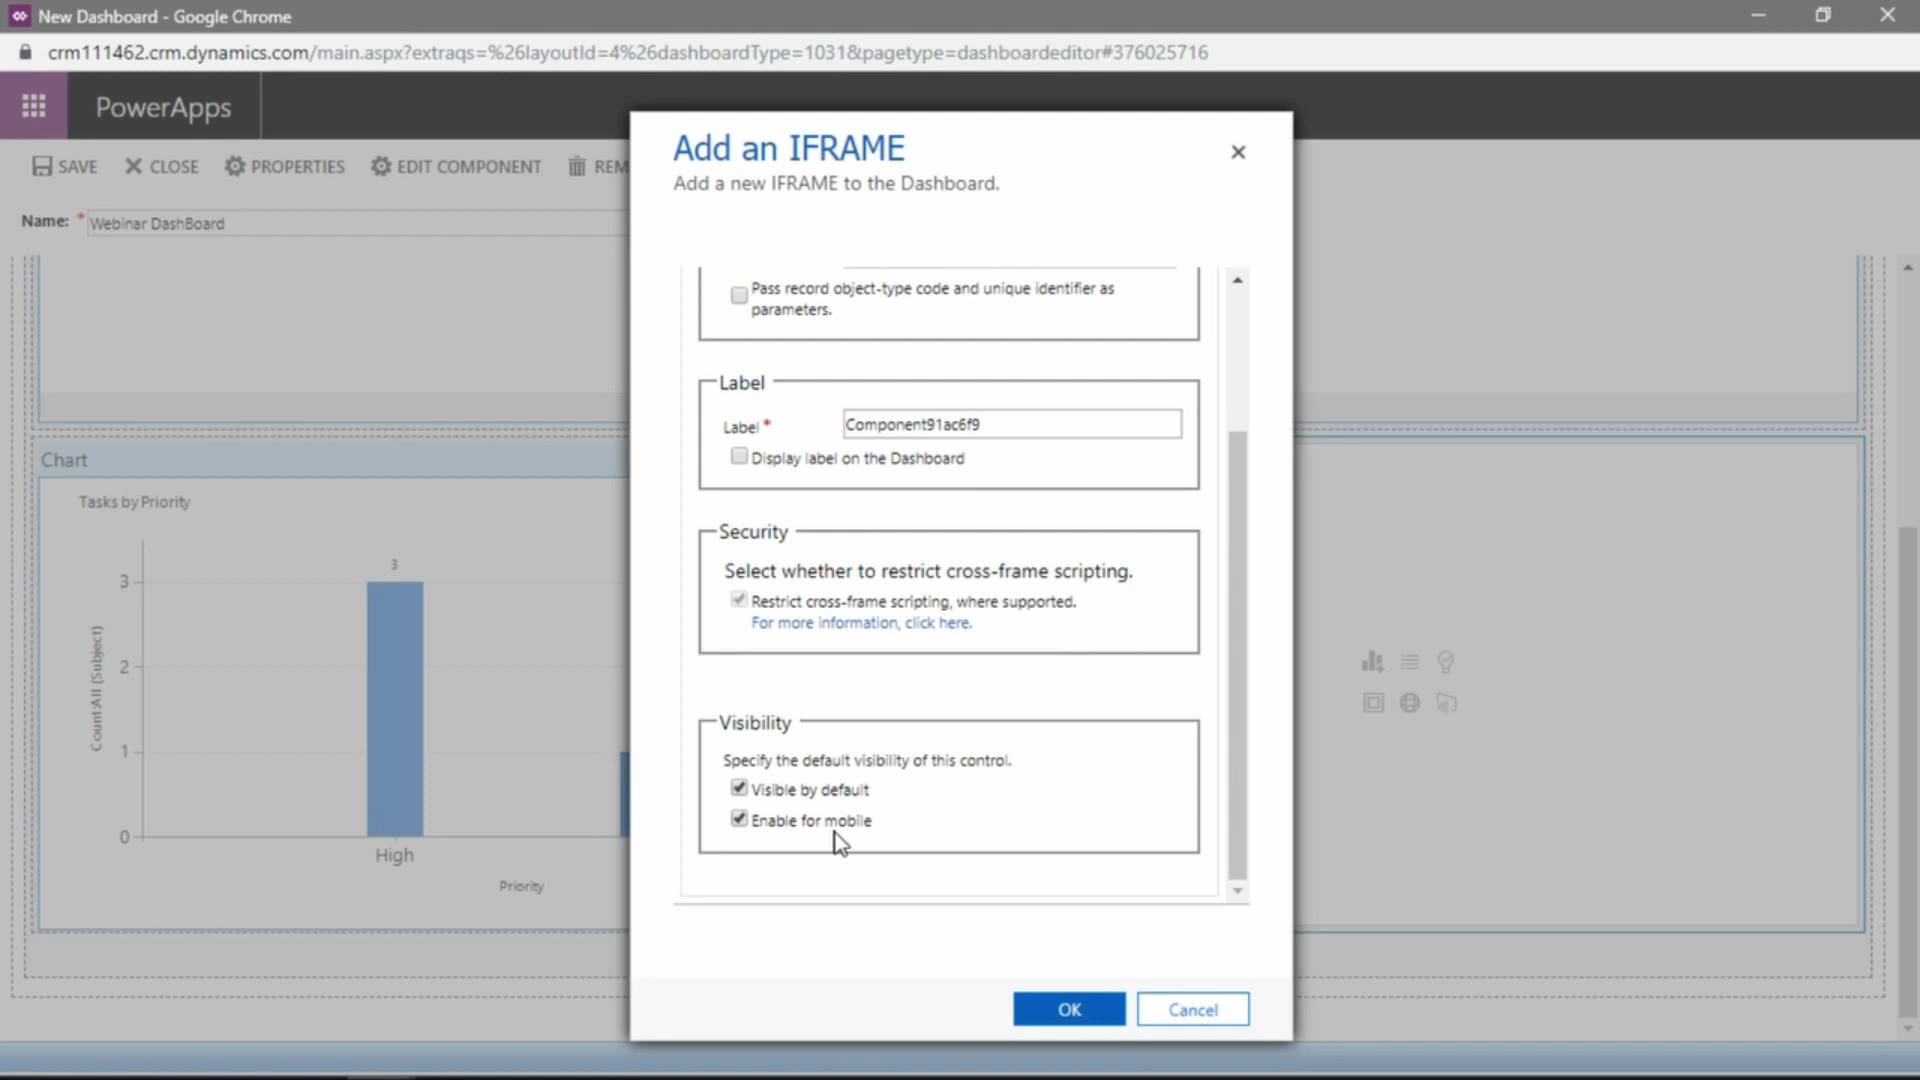 New Dashboard - Google Chrome
crm111462.crm.dynamics.com/main.aspx?extraqs=%26layoutId=4%26dashboardType=1031&pagetype=dashboardeditor#376025716
PowerApps
SAVE CLOSE PROPERTIES EDIT COMPONENT REM
Name: * Webinar DashBoard
Chart
Tasks by Priority
3
3
2
1
0
Count:All (Subject)
High
Priority
Add an IFRAME
Add a new IFRAME to the Dashboard.
Pass record object-type code and unique identifier as
parameters.
Label
Label * Component91ac6f9
Display label on the Dashboard
Security
Select whether to restrict cross-frame scripting.
Restrict cross-frame scripting, where supported.
For more information, click here.
Visibility
Specify the default visibility of this control.
Visible by default
Enable for mobile
OK Cancel